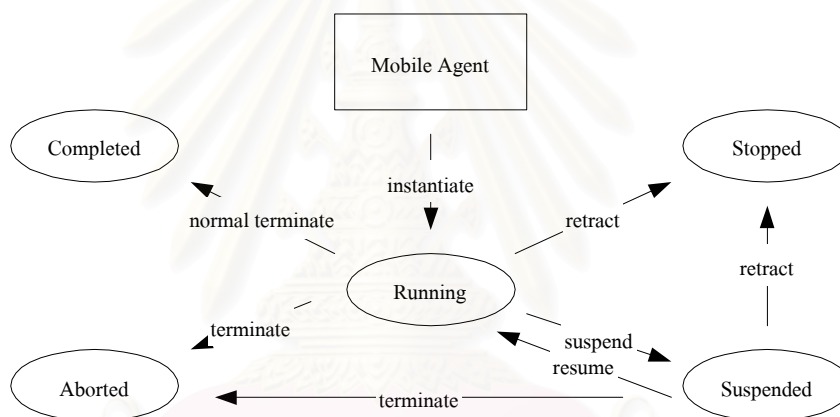 Mobile Agent
Completed
Stopped
instantiate
normal terminate
retract
retract
Running
terminate
suspend
resume
Aborted
terminate
Suspended